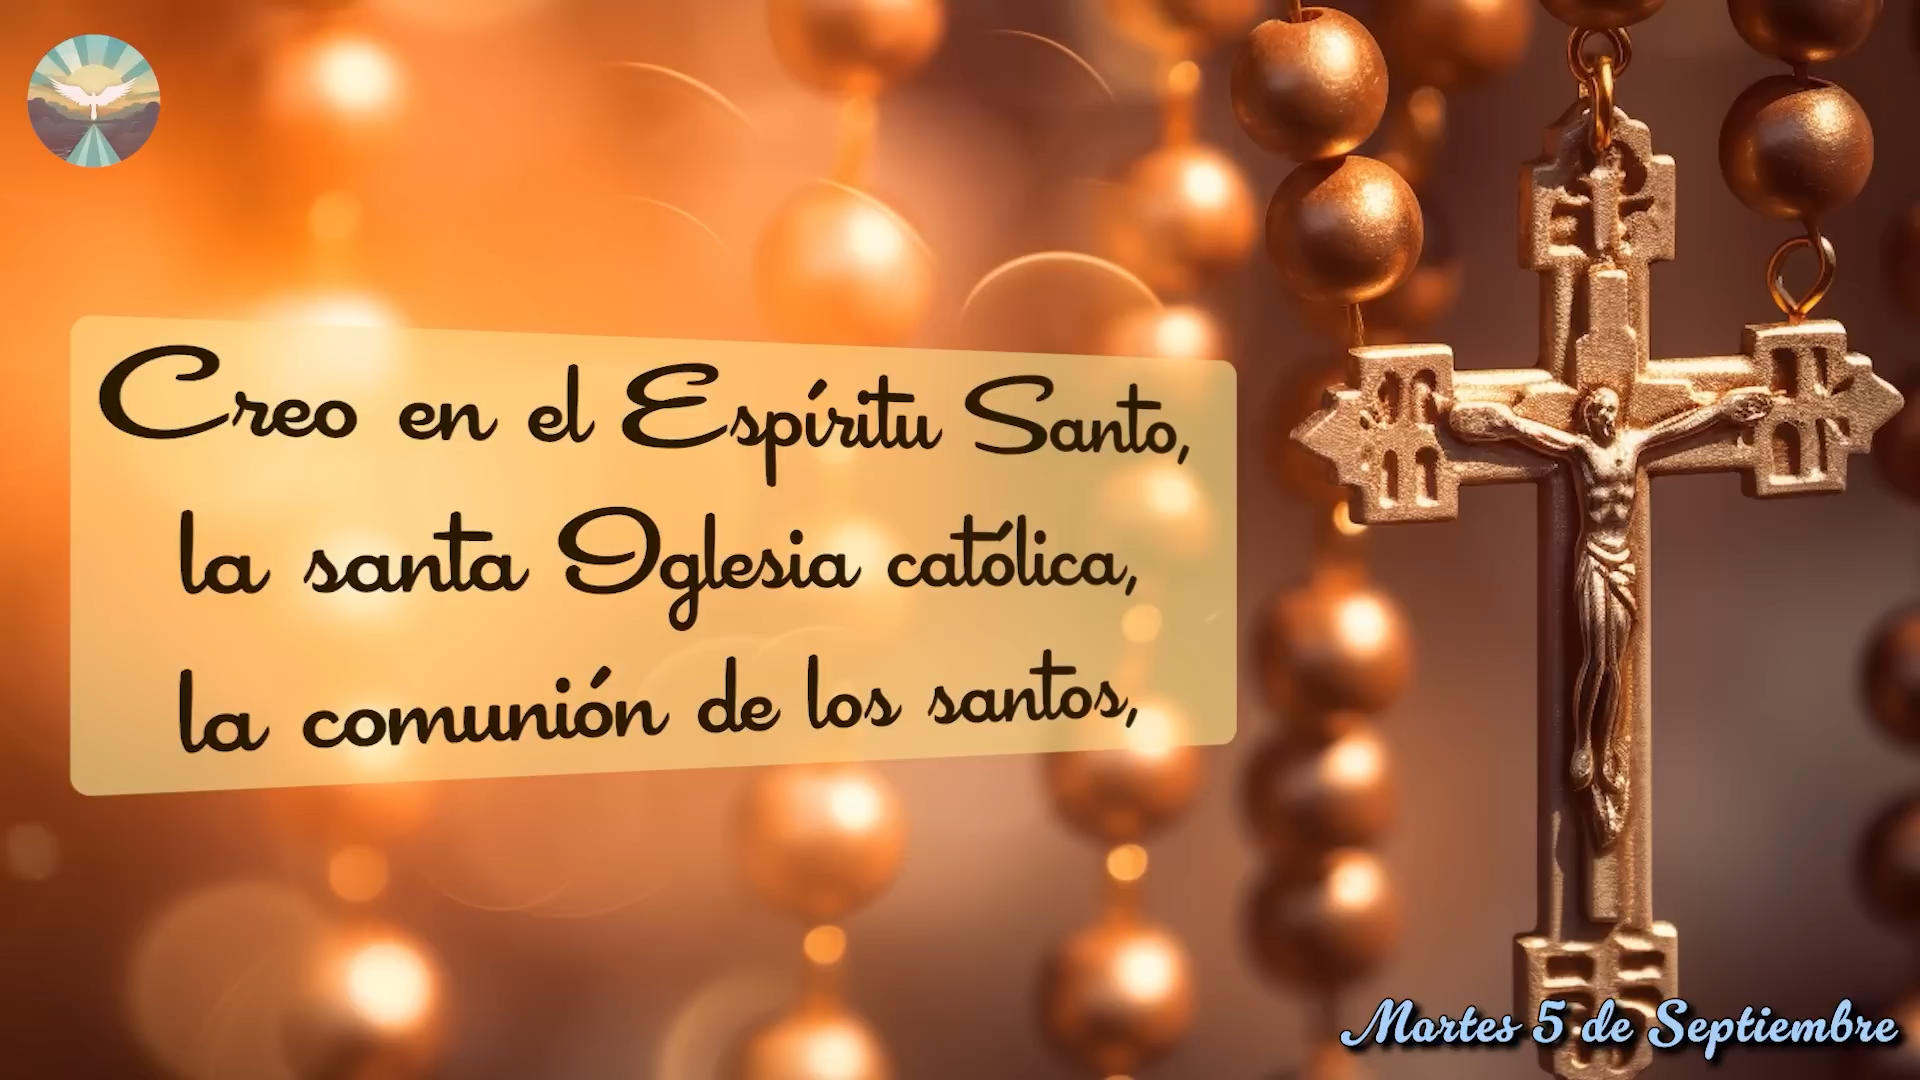 Creo en el Espíritu Santo,
la santa Iglesia católica,
la comunión de los santos,
Martes 5 de Septiembre